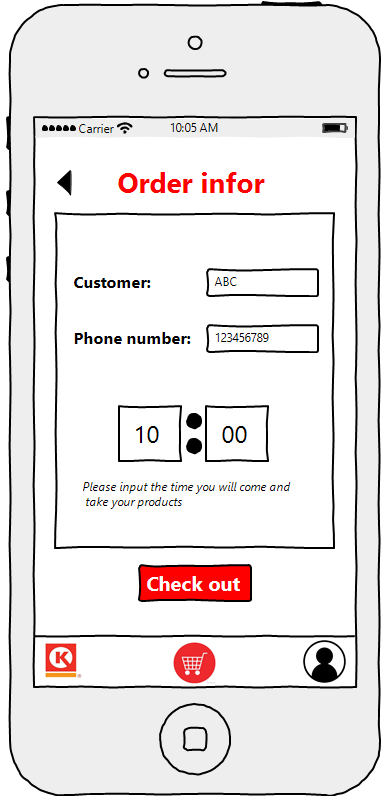 Carrier 10:05 AM
Order infor
Customer: ABC
Phone number: 123456789
10 : 00
Please input the time you will come and
take your products
Check out
K